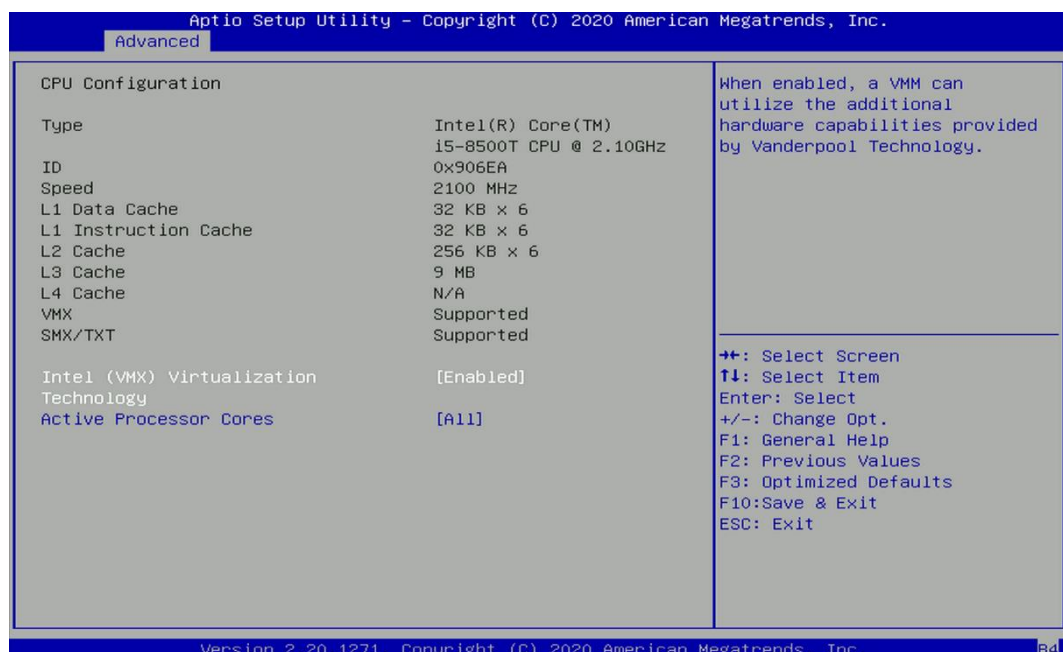 Aptio Setup Utility – Copyright (C) 2020 American Megatrends, Inc.
Advanced
CPU Configuration
Type Intel(R) Core(TM)
i5-8500T CPU @ 2.10GHz
ID 0x906EA
Speed 2100 MHz
L1 Data Cache 32 KB x 6
L1 Instruction Cache 32 KB x 6
L2 Cache 256 KB x 6
L3 Cache 9 MB
L4 Cache N/A
VMX Supported
SMX/TXT Supported
Intel (VMX) Virtualization [Enabled]
Technology
Active Processor Cores [All]
When enabled, a VMM can
utilize the additional
hardware capabilities provided
by Vanderpool Technology.
→←: Select Screen
↑↓: Select Item
Enter: Select
+/-: Change Opt.
F1: General Help
F2: Previous Values
F3: Optimized Defaults
F10:Save & Exit
ESC: Exit
Version 2.20.1271. Copyright (C) 2020 American Megatrends, Inc.
B4